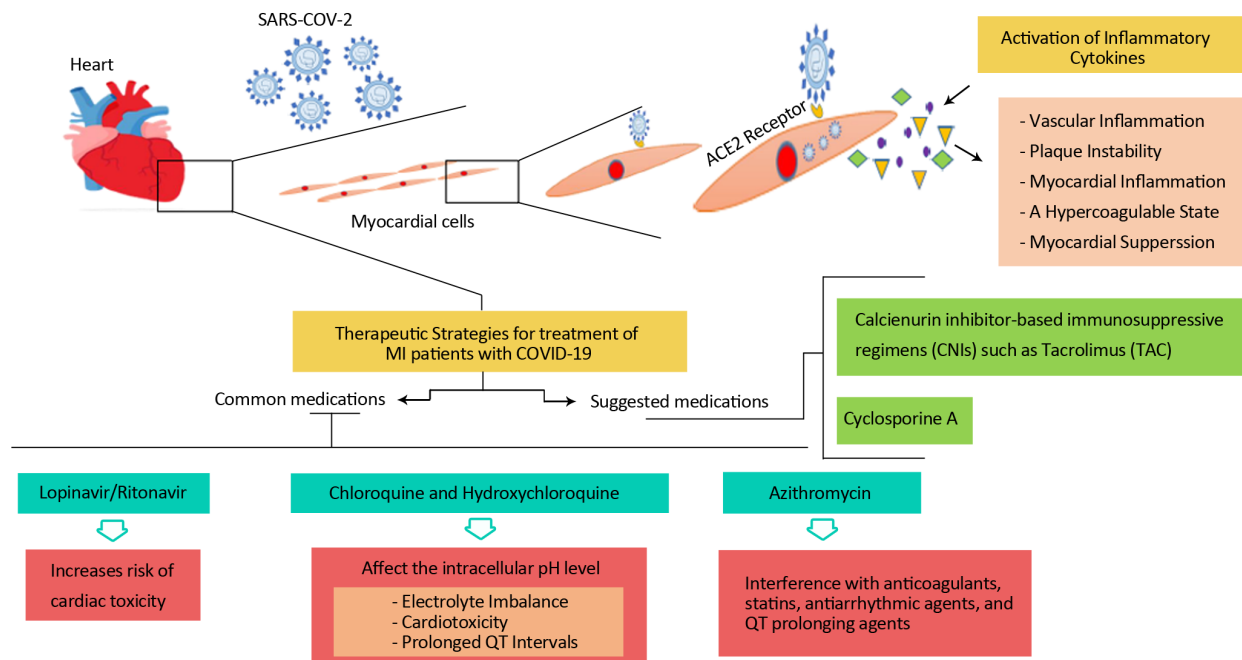 SARS-COV-2
Heart
Myocardial cells
ACE2 Receptor
Activation of Inflammatory
Cytokines
- Vascular Inflammation
- Plaque Instability
- Myocardial Inflammation
- A Hypercoagulable State
- Myocardial Supperssion
Therapeutic Strategies for treatment of
MI patients with COVID-19
Common medications
Suggested medications
Calcienurin inhibitor-based immunosuppressive
regimens (CNIs) such as Tacrolimus (TAC)
Cyclosporine A
Lopinavir/Ritonavir
Increases risk of
cardiac toxicity
Chloroquine and Hydroxychloroquine
Affect the intracellular pH level
- Electrolyte Imbalance
- Cardiotoxicity
- Prolonged QT Intervals
Azithromycin
Interference with anticoagulants,
statins, antiarrhythmic agents, and
QT prolonging agents